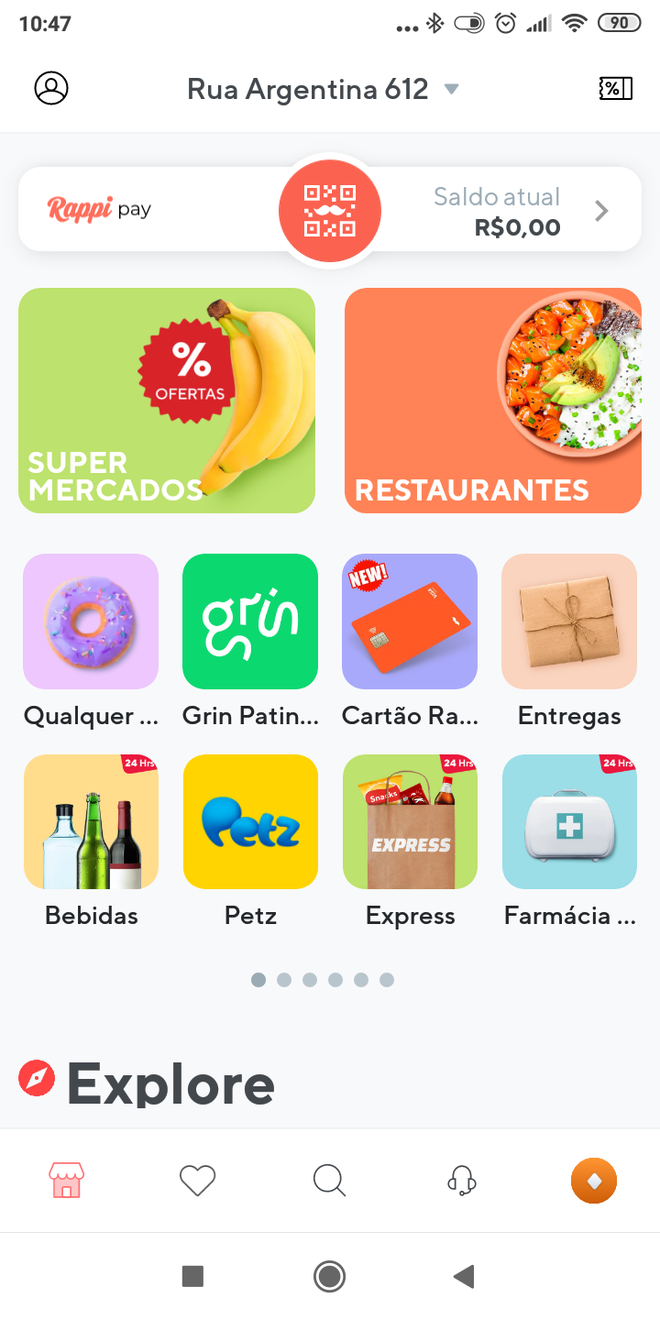 10:47
90
Rua Argentina 612
%
Rappi pay
Saldo atual
R$0,00
%
OFERTAS
SUPER
MERCADOS
RESTAURANTES
grin
NEW!
VISA
Qualquer ...
Grin Patin...
Cartão Ra...
Entregas
24 Hrs
Petz
24 Hrs
Snacks
EXPRESS
24 Hrs
Bebidas
Petz
Express
Farmácia ...
Explore